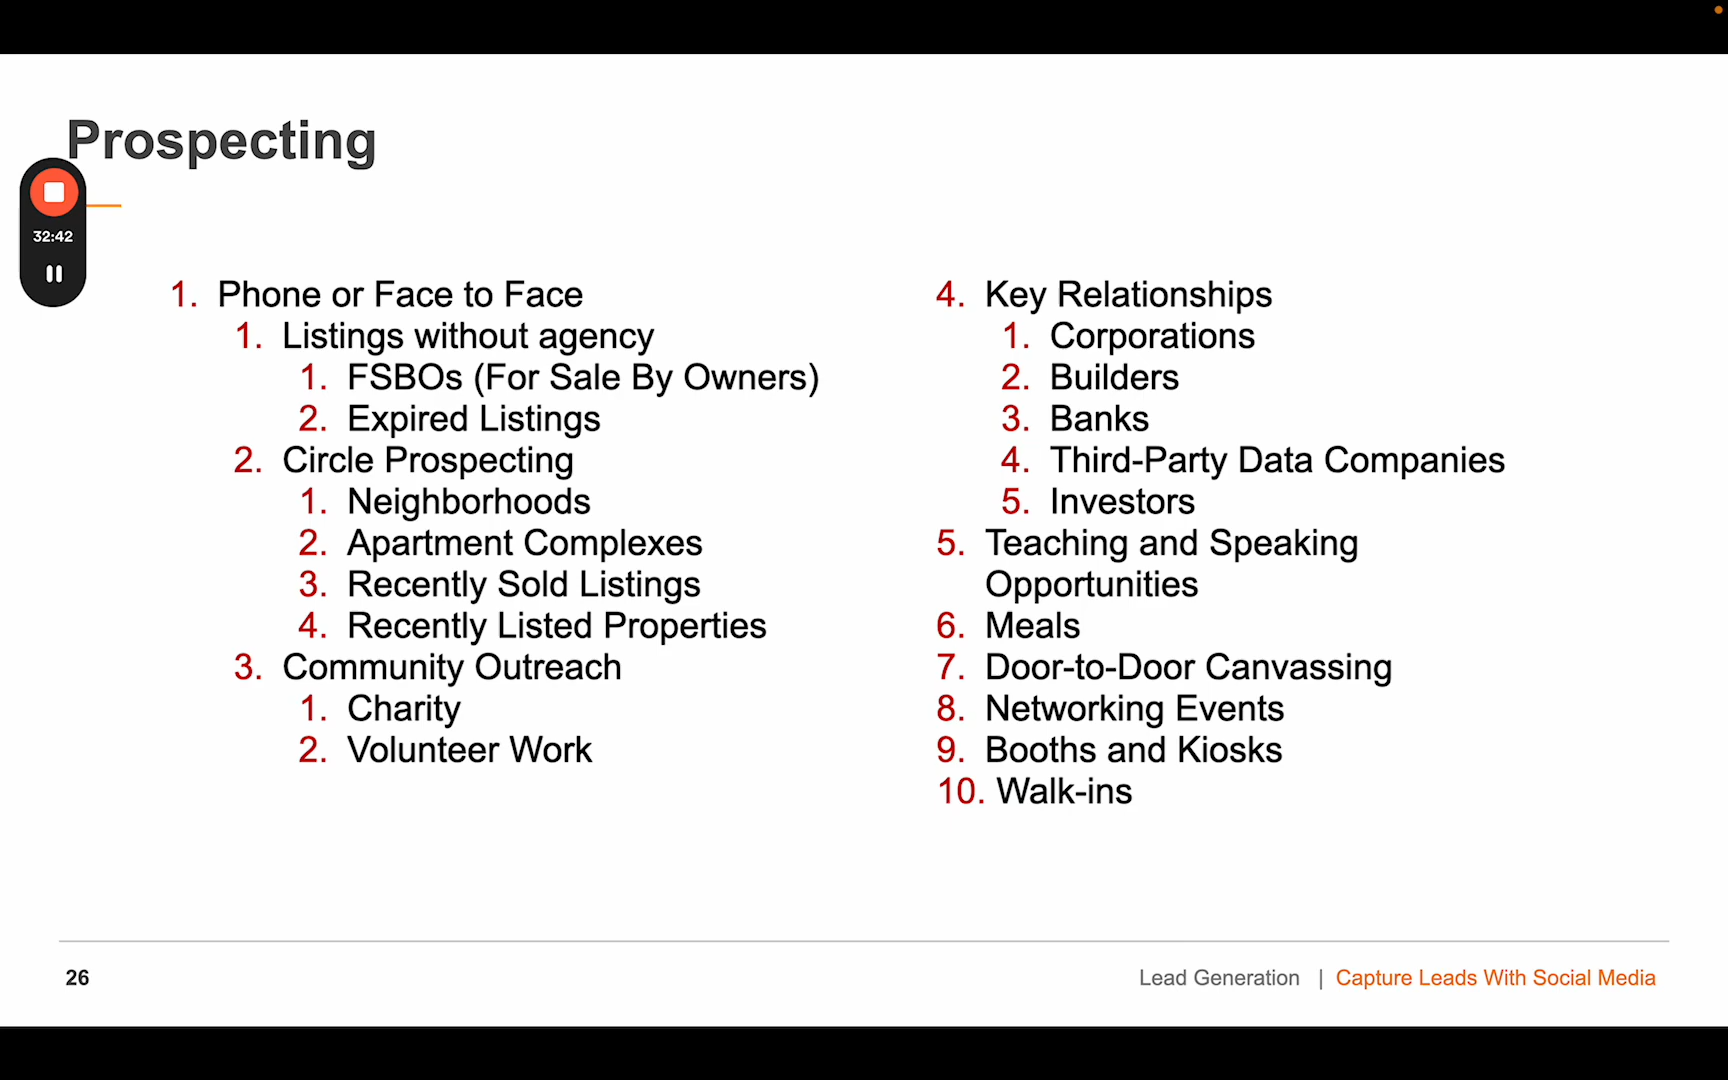 Prospecting
32:42
1. Phone or Face to Face
1. Listings without agency
1. FSBOs (For Sale By Owners)
2. Expired Listings
2. Circle Prospecting
1. Neighborhoods
2. Apartment Complexes
3. Recently Sold Listings
4. Recently Listed Properties
3. Community Outreach
1. Charity
2. Volunteer Work
4. Key Relationships
1. Corporations
2. Builders
3. Banks
4. Third-Party Data Companies
5. Investors
5. Teaching and Speaking
Opportunities
6. Meals
7. Door-to-Door Canvassing
8. Networking Events
9. Booths and Kiosks
10. Walk-ins
26
Lead Generation | Capture Leads With Social Media